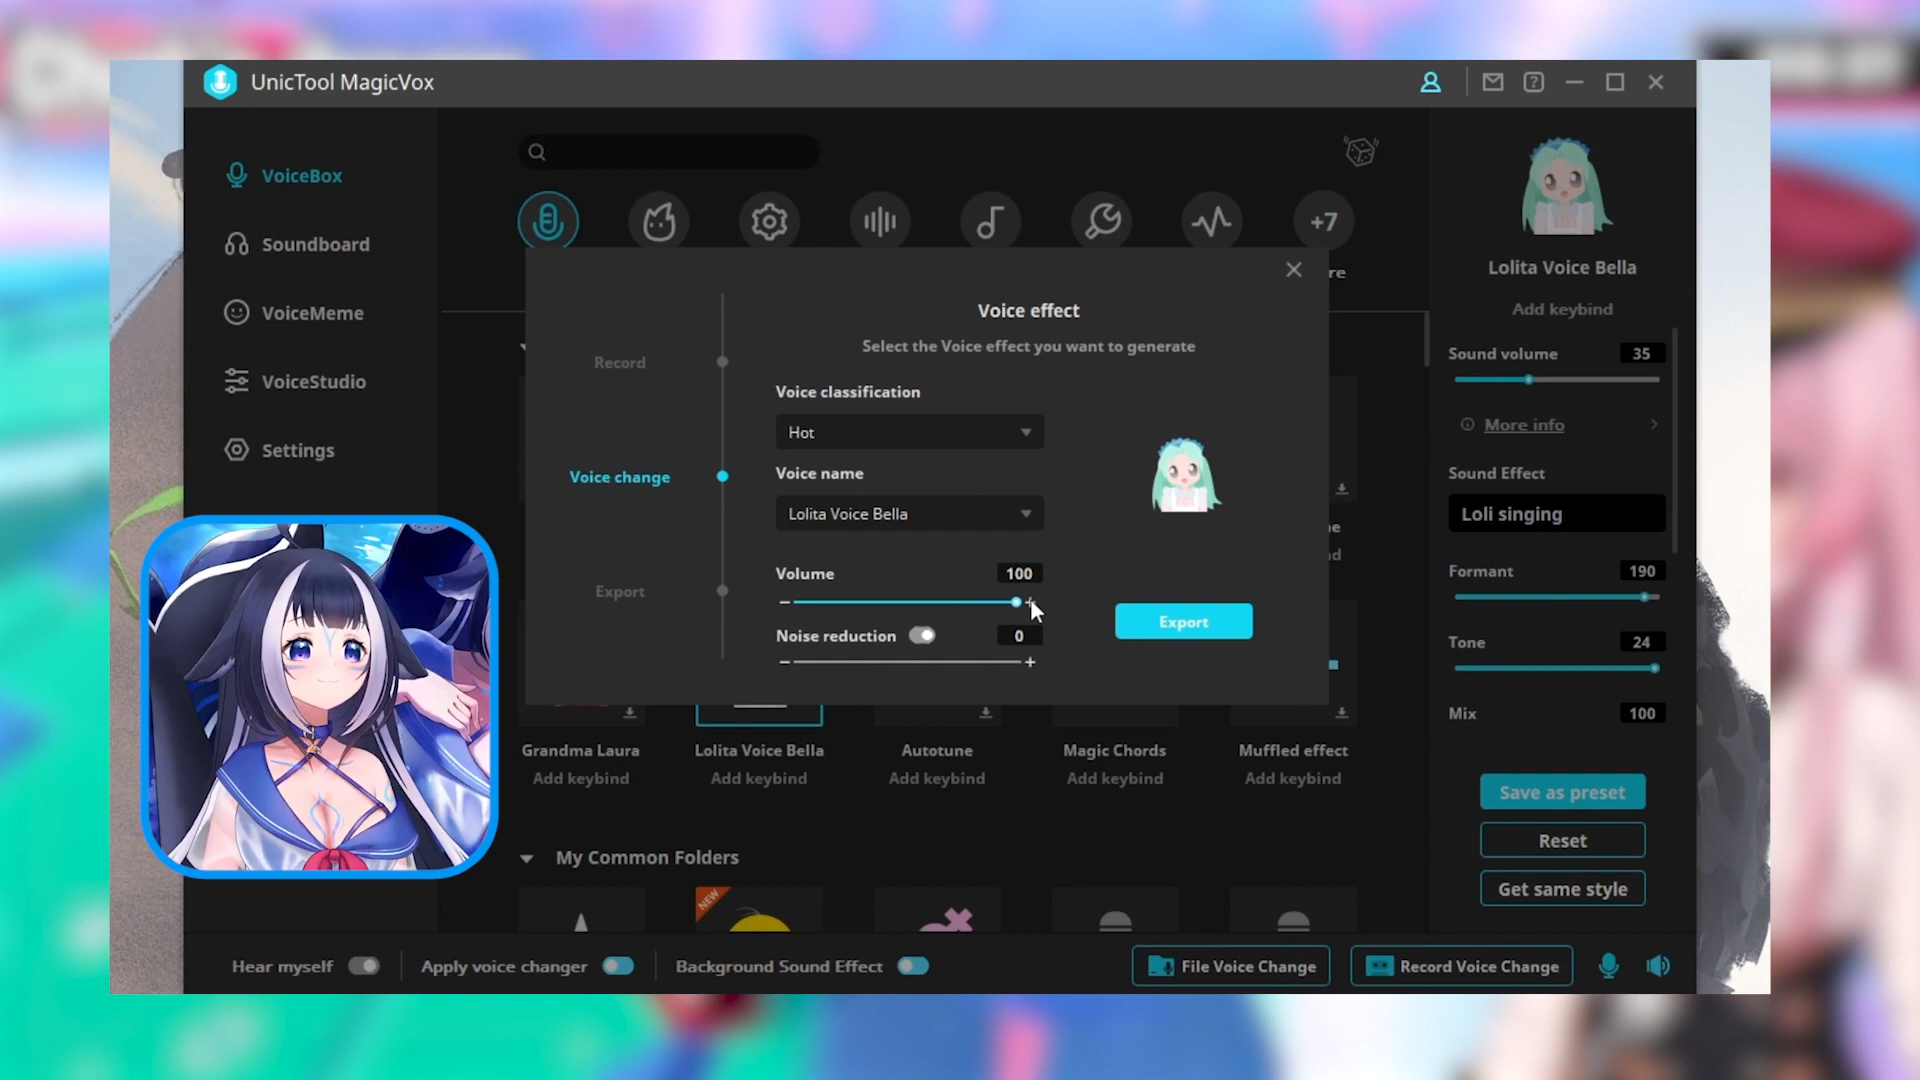 UnicTool MagicVox
VoiceBox
Soundboard
VoiceMeme
VoiceStudio
Settings
+7
re
Voice effect
Select the Voice effect you want to generate
Record
Voice change
Export
Voice classification
Hot
Voice name
Lolita Voice Bella
Volume
100
Noise reduction
0
Export
Lolita Voice Bella
Add keybind
Sound volume
35
More info
Sound Effect
Loli singing
Formant
190
Tone
24
Mix
100
Save as preset
Reset
Get same style
ne
nd
Grandma Laura
Add keybind
Lolita Voice Bella
Add keybind
Autotune
Add keybind
Magic Chords
Add keybind
Muffled effect
Add keybind
My Common Folders
NEW
Hear myself
Apply voice changer
Background Sound Effect
File Voice Change
Record Voice Change